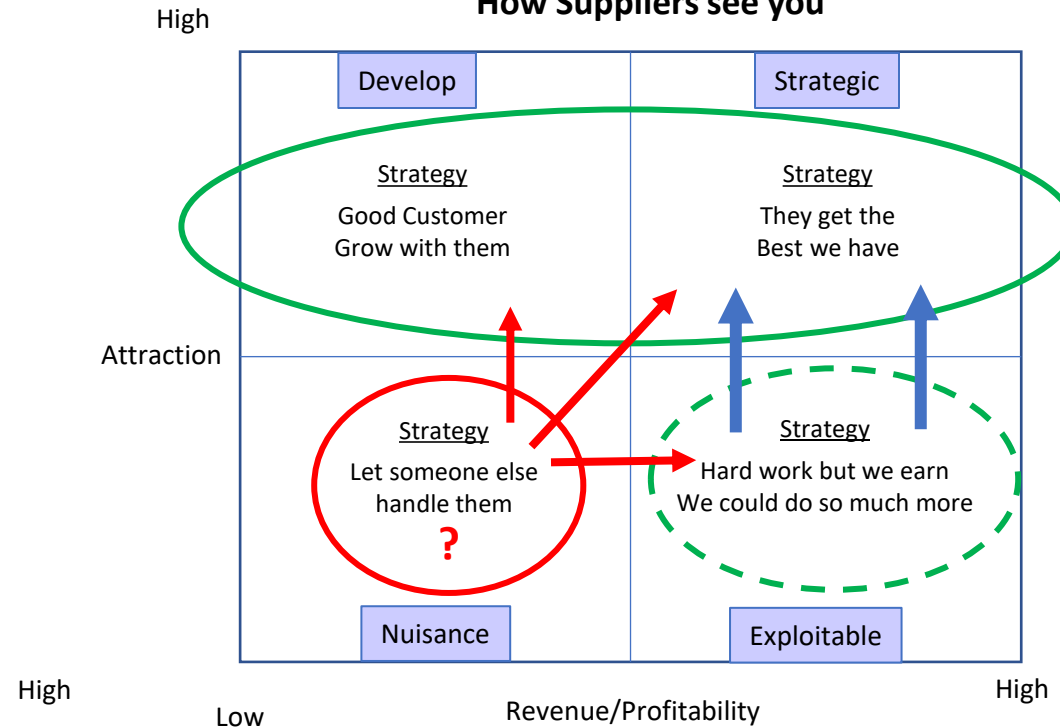 How Suppliers see you
High
Develop
Strategic
Strategy
Good Customer
Grow with them
Strategy
They get the
Best we have
Attraction
Strategy
Let someone else
handle them
?
Strategy
Hard work but we earn
We could do so much more
Nuisance
Exploitable
High
Low
Revenue/Profitability
High